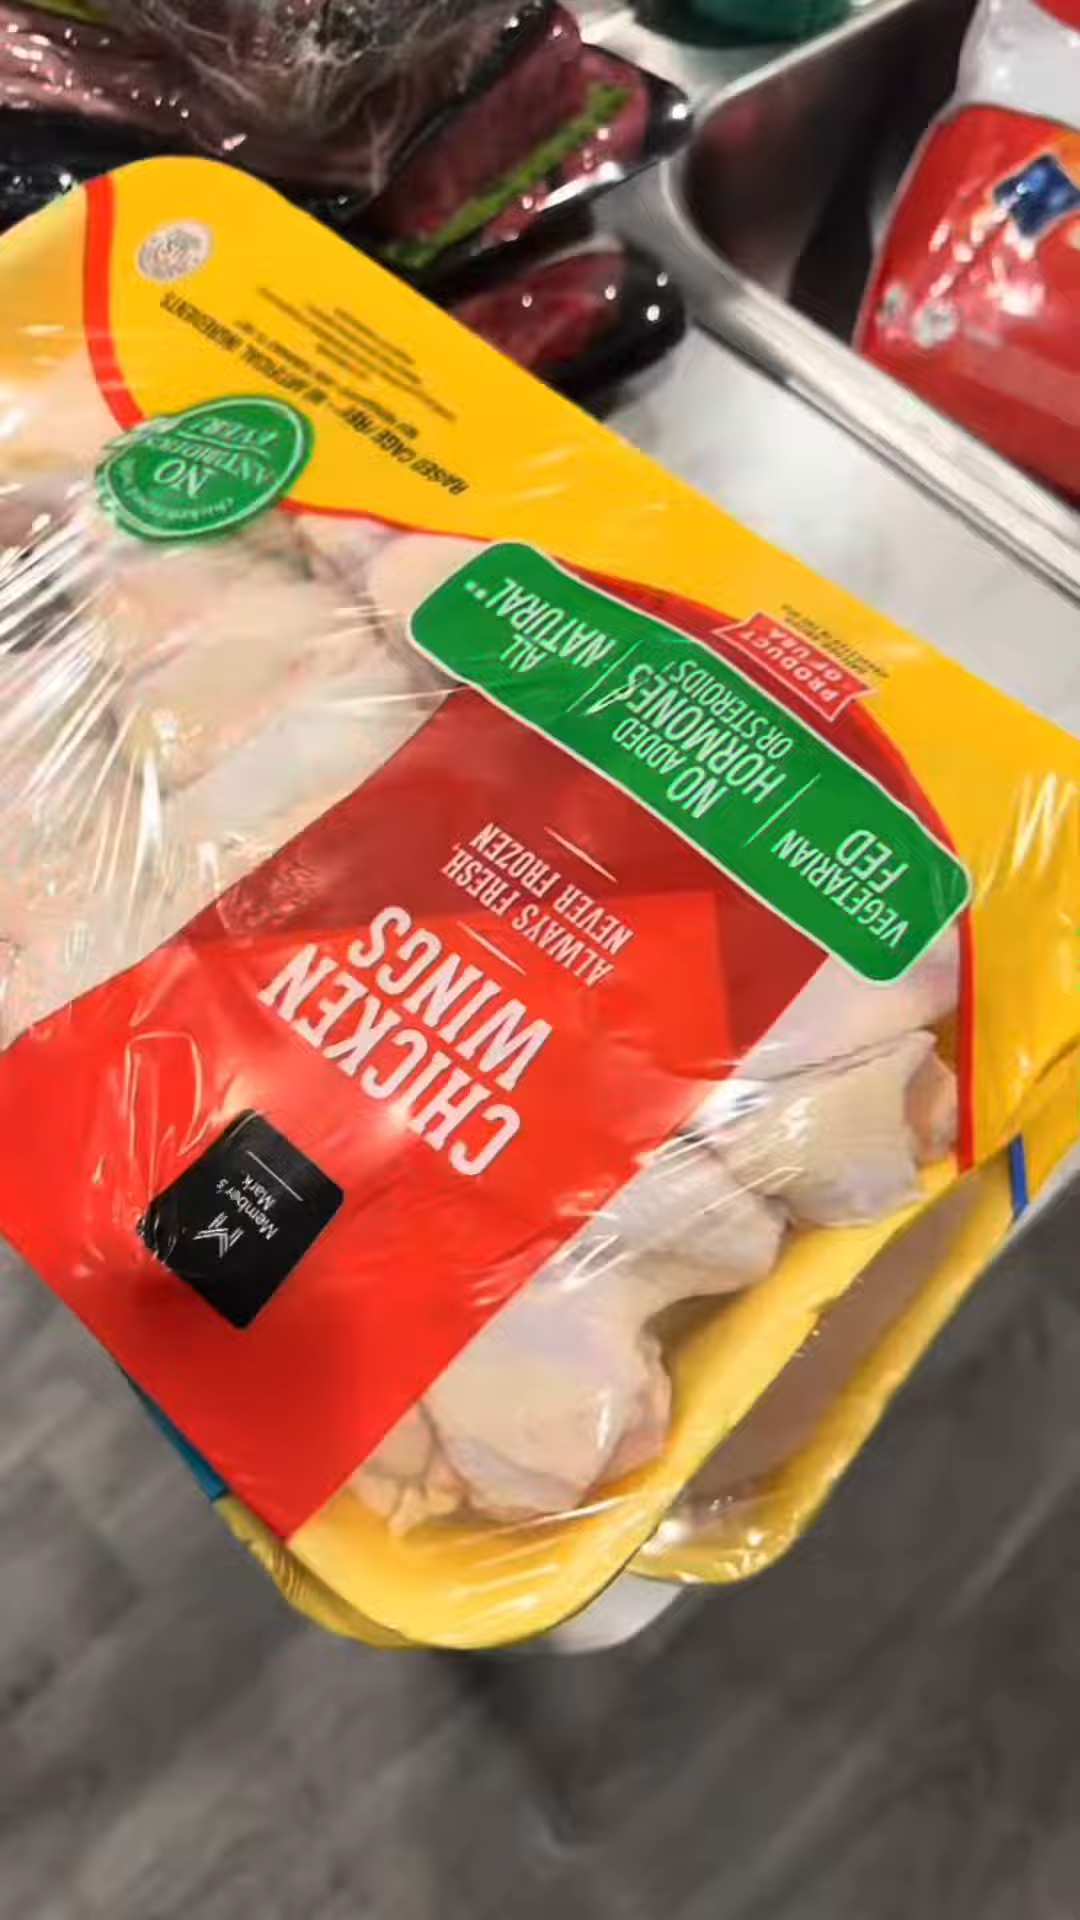 Member's
Mark
CHICKEN
WINGS
ALWAYS FRESH,
NEVER FROZEN
VEGETARIAN
FED
NO ADDED
HORMONES
OR STEROIDS
ALL
NATURAL**
PRODUCT
OF USA
NO
ANTIBIOTICS
EVER
RAISED CAGE FREE - NO ARTIFICIAL INGREDIENTS